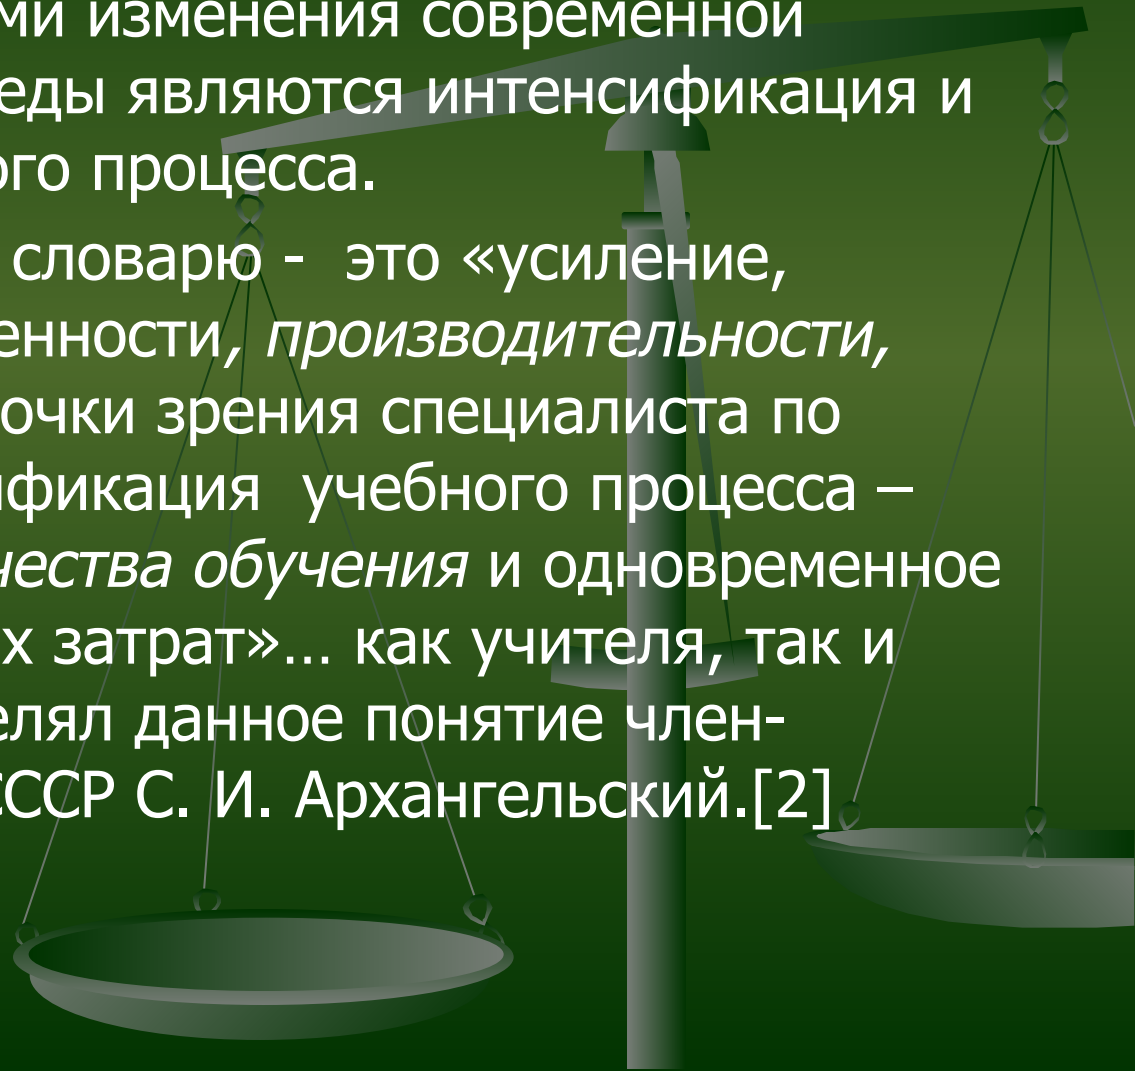 ми изменения современной
еды являются интенсификация и
ого процесса.
словарю - это «усиление,
енности, производительности,
очки зрения специалиста по
ификация учебного процесса –
чества обучения и одновременное
х затрат»… как учителя, так и
елял данное понятие член-
СССР С. И. Архангельский.[2]